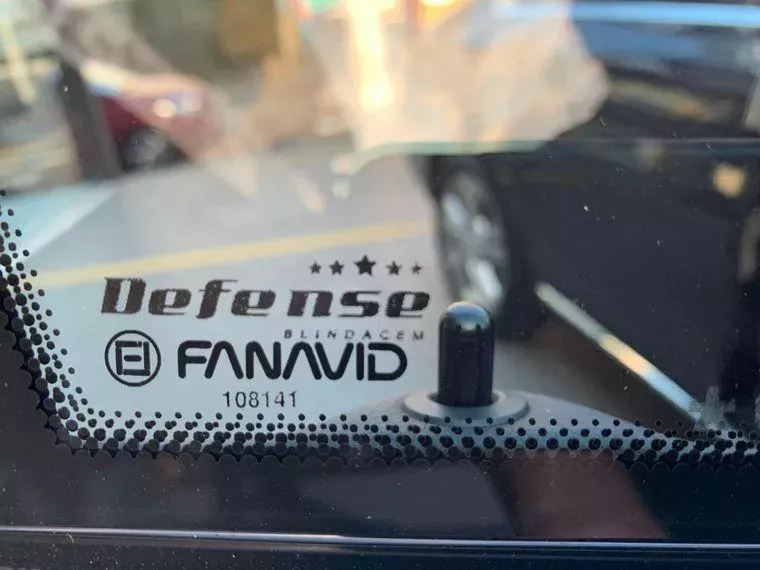 Defense
BLINDAGEM
FANAVID
108141